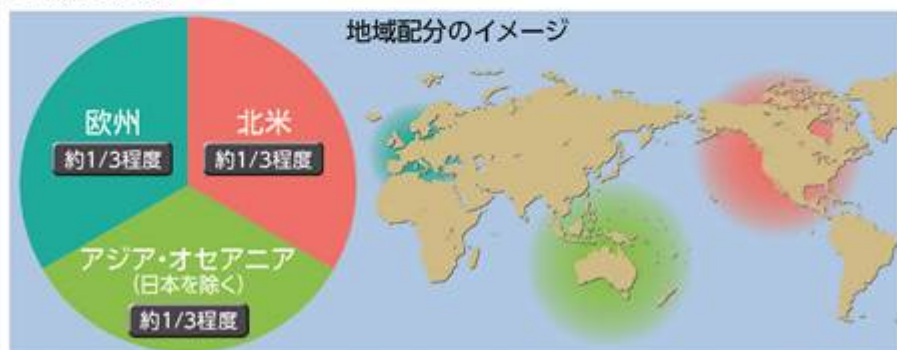 地域配分のイメージ
欧州
約1/3程度
北米
約1/3程度
アジア・オセアニア
(日本を除く)
約1/3程度